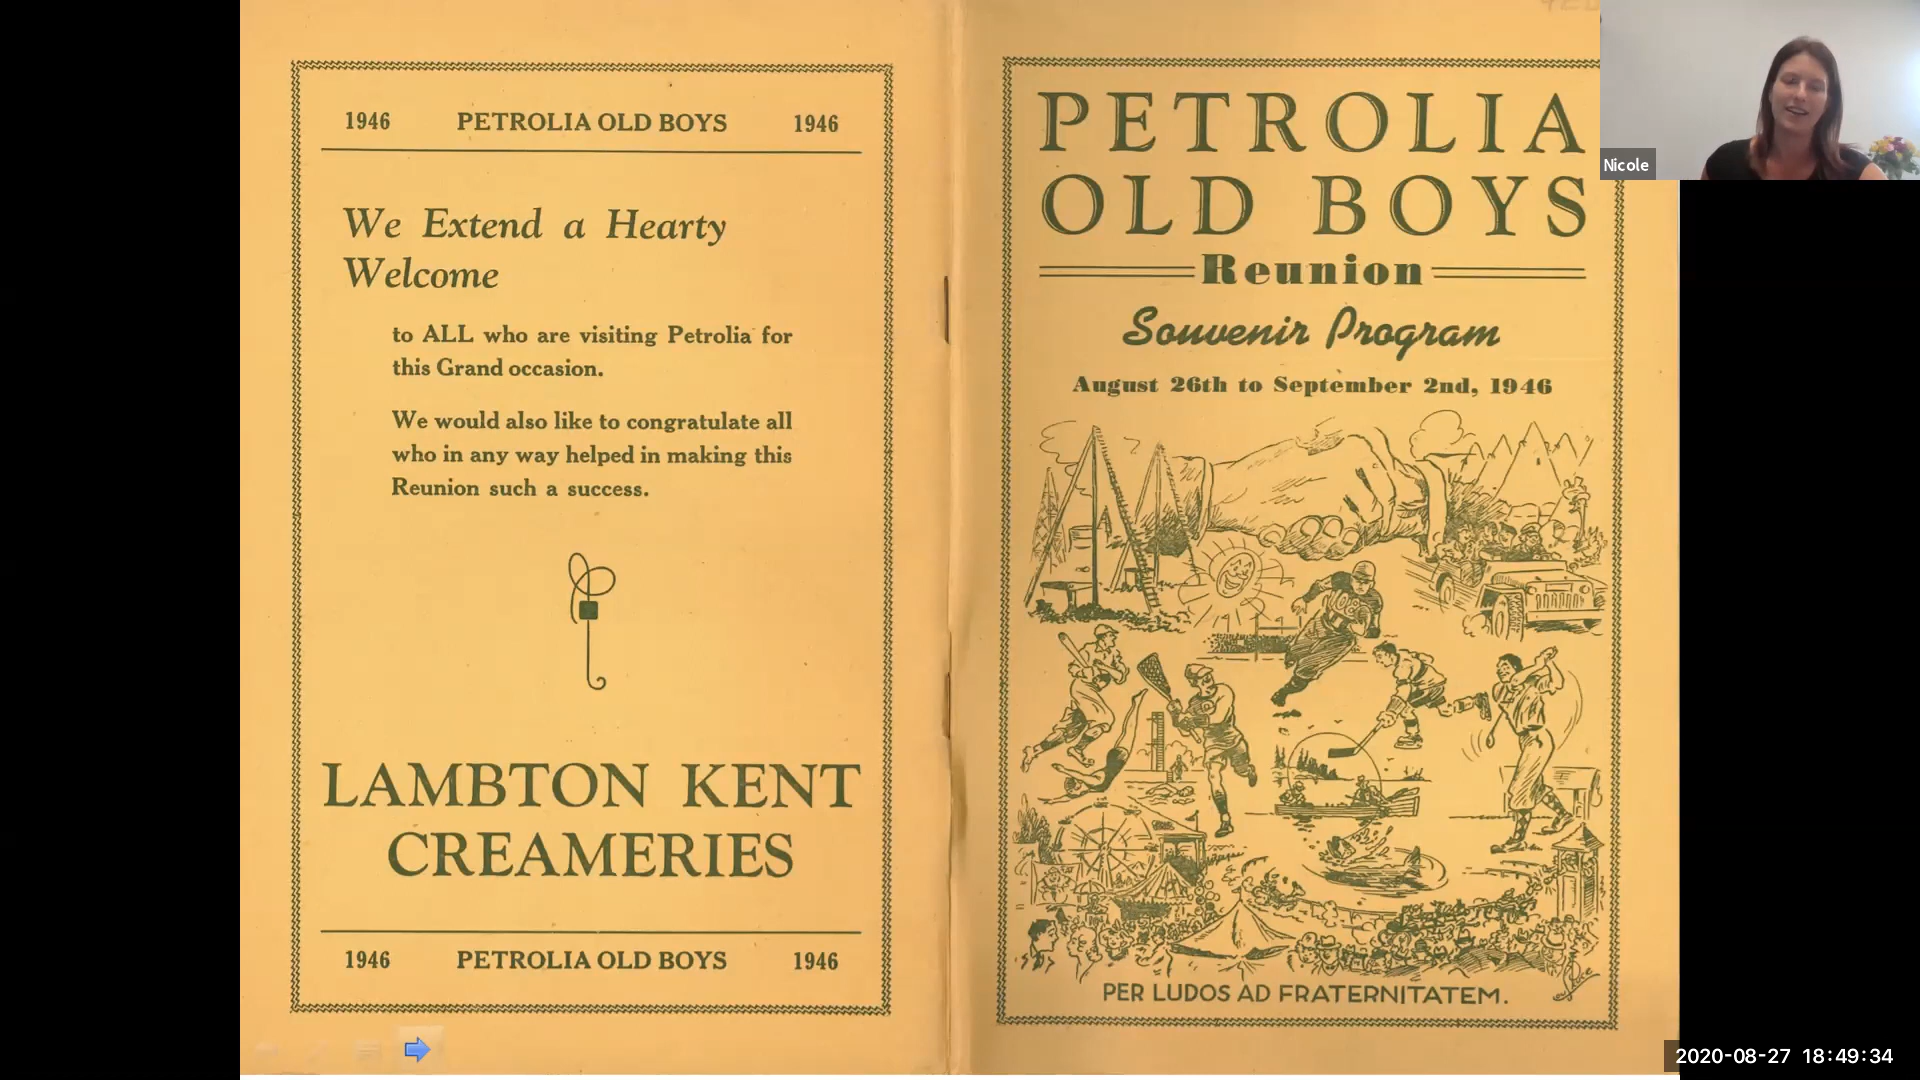 1946 PETROLIA OLD BOYS 1946
We Extend a Hearty
Welcome
to ALL who are visiting Petrolia for
this Grand occasion.
We would also like to congratulate all
who in any way helped in making this
Reunion such a success.
LAMBTON KENT
CREAMERIES
1946 PETROLIA OLD BOYS 1946
PETROLIA
OLD BOYS
Reunion
Souvenir Program
August 26th to September 2nd, 1946
PER LUDOS AD FRATERNITATEM.
Nicole
2020-08-27 18:49:34